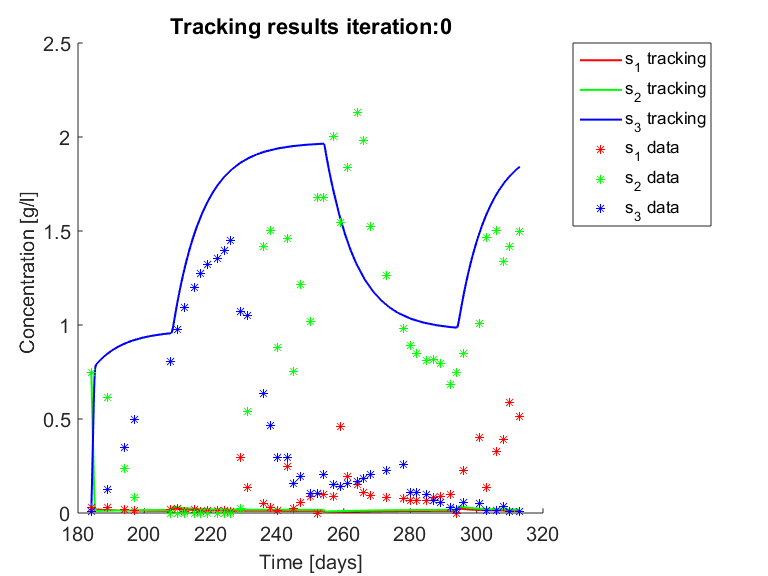 Tracking results iteration:0
2.5
2
1.5
1
0.5
0
Concentration [g/l]
180
200
220
240
260
280
300
320
Time [days]
s1 tracking
s2 tracking
s3 tracking
s1 data
s2 data
s3 data